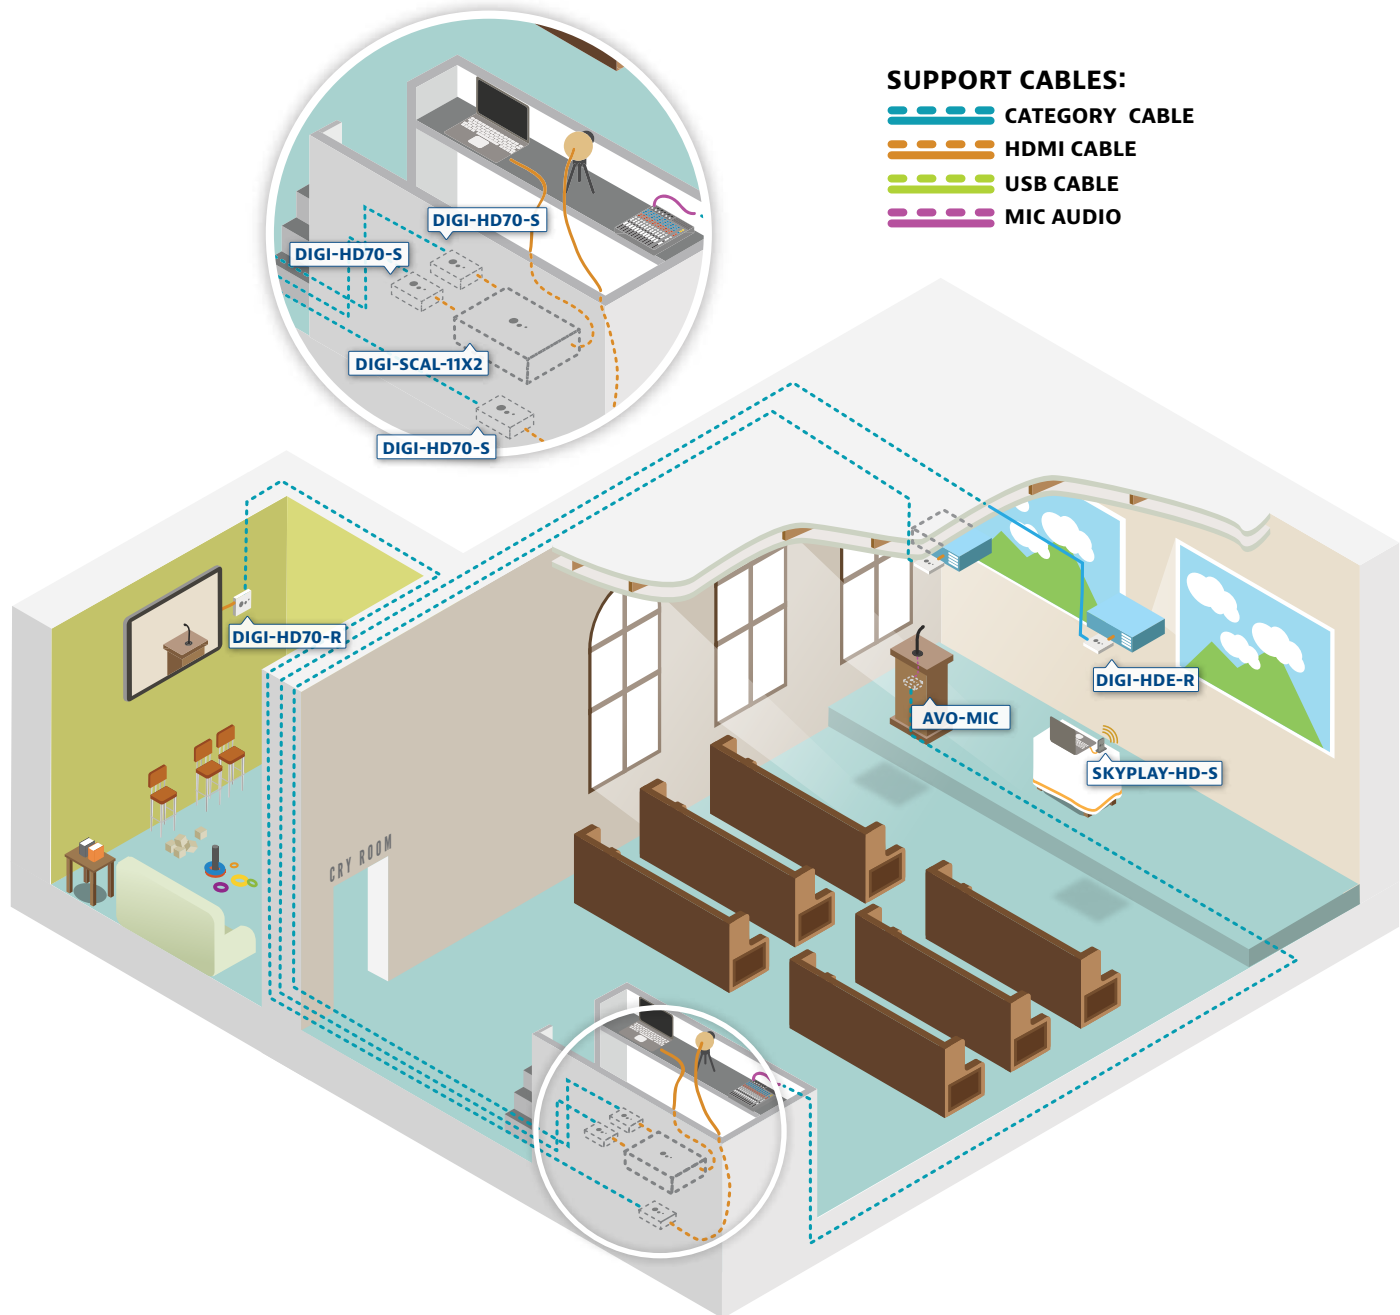 SUPPORT CABLES:
CATEGORY CABLE
HDMI CABLE
USB CABLE
MIC AUDIO
DIGI-HD70-S
DIGI-HD70-S
DIGI-SCAL-11X2
DIGI-HD70-S
DIGI-HD70-R
DIGI-HDE-R
AVO-MIC
SKYPLAY-HD-S
CRY ROOM